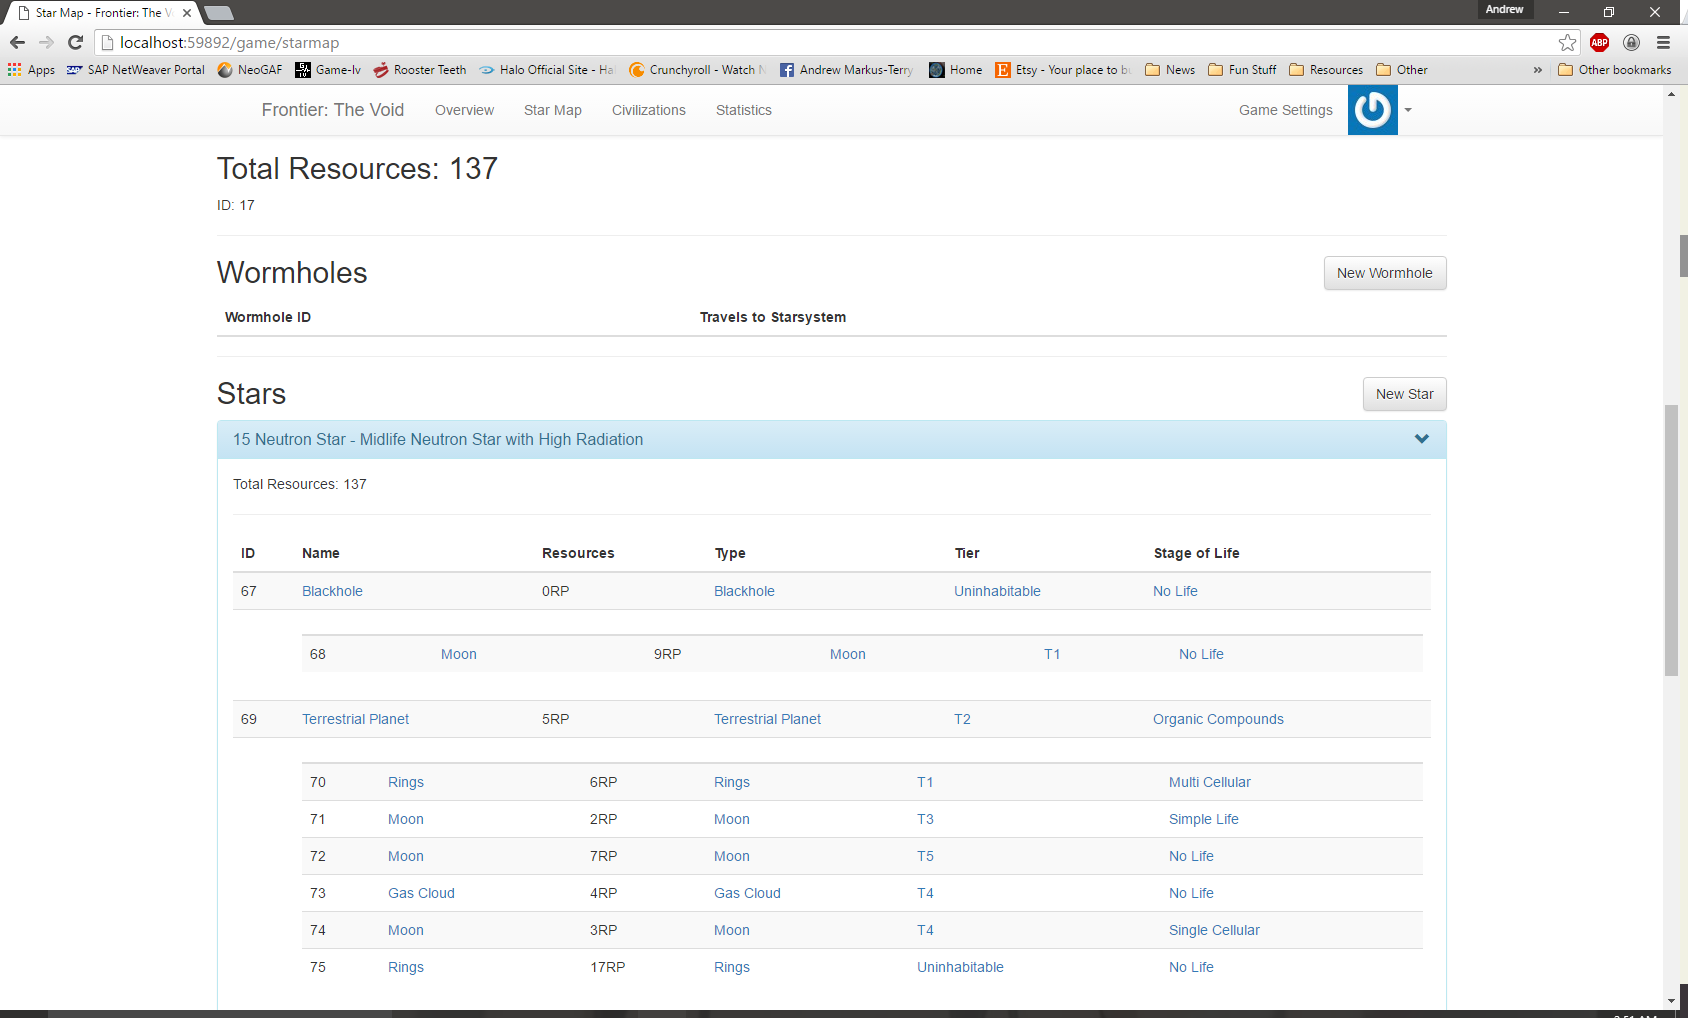 Star Map - Frontier: The V
Andrew
localhost:59892/game/starmap
ABP
Apps SAP NetWeaver Portal NeoGAF Game-lv Rooster Teeth Halo Official Site - Ha Crunchyroll - Watch Andrew Markus-Terry Home Etsy - Your place to bu News Fun Stuff Resources Other » Other bookmarks
Frontier: The Void Overview Star Map Civilizations Statistics Game Settings
Total Resources: 137
ID: 17
Wormholes New Wormhole
Wormhole ID Travels to Starsystem
Stars New Star
15 Neutron Star - Midlife Neutron Star with High Radiation
Total Resources: 137
ID Name Resources Type Tier Stage of Life
67 Blackhole 0RP Blackhole Uninhabitable No Life
68 Moon 9RP Moon T1 No Life
69 Terrestrial Planet 5RP Terrestrial Planet T2 Organic Compounds
70 Rings 6RP Rings T1 Multi Cellular
71 Moon 2RP Moon T3 Simple Life
72 Moon 7RP Moon T5 No Life
73 Gas Cloud 4RP Gas Cloud T4 No Life
74 Moon 3RP Moon T4 Single Cellular
75 Rings 17RP Rings Uninhabitable No Life